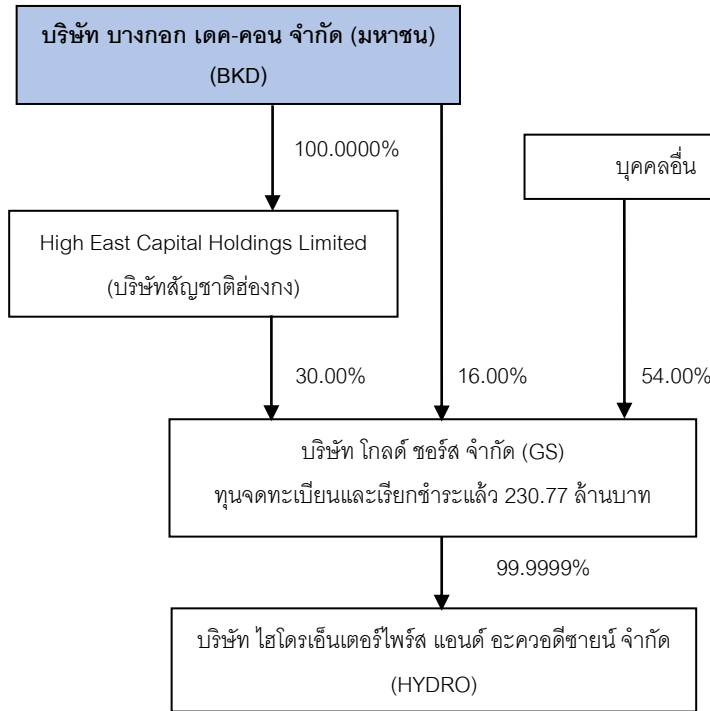 บริษัท บางกอก เดค-คอน จำกัด (มหาชน)
(BKD)
100.0000%
บุคคลอื่น
High East Capital Holdings Limited
(บริษัทสัญชาติฮ่องกง)
30.00%
16.00%
54.00%
บริษัท โกลด์ ชอร์ส จำกัด (GS)
ทุนจดทะเบียนและเรียกชำระแล้ว 230.77 ล้านบาท
99.9999%
บริษัท ไฮโดรเอ็นเตอร์ไพร์ส แอนด์ อะควอดีซายน์ จำกัด
(HYDRO)